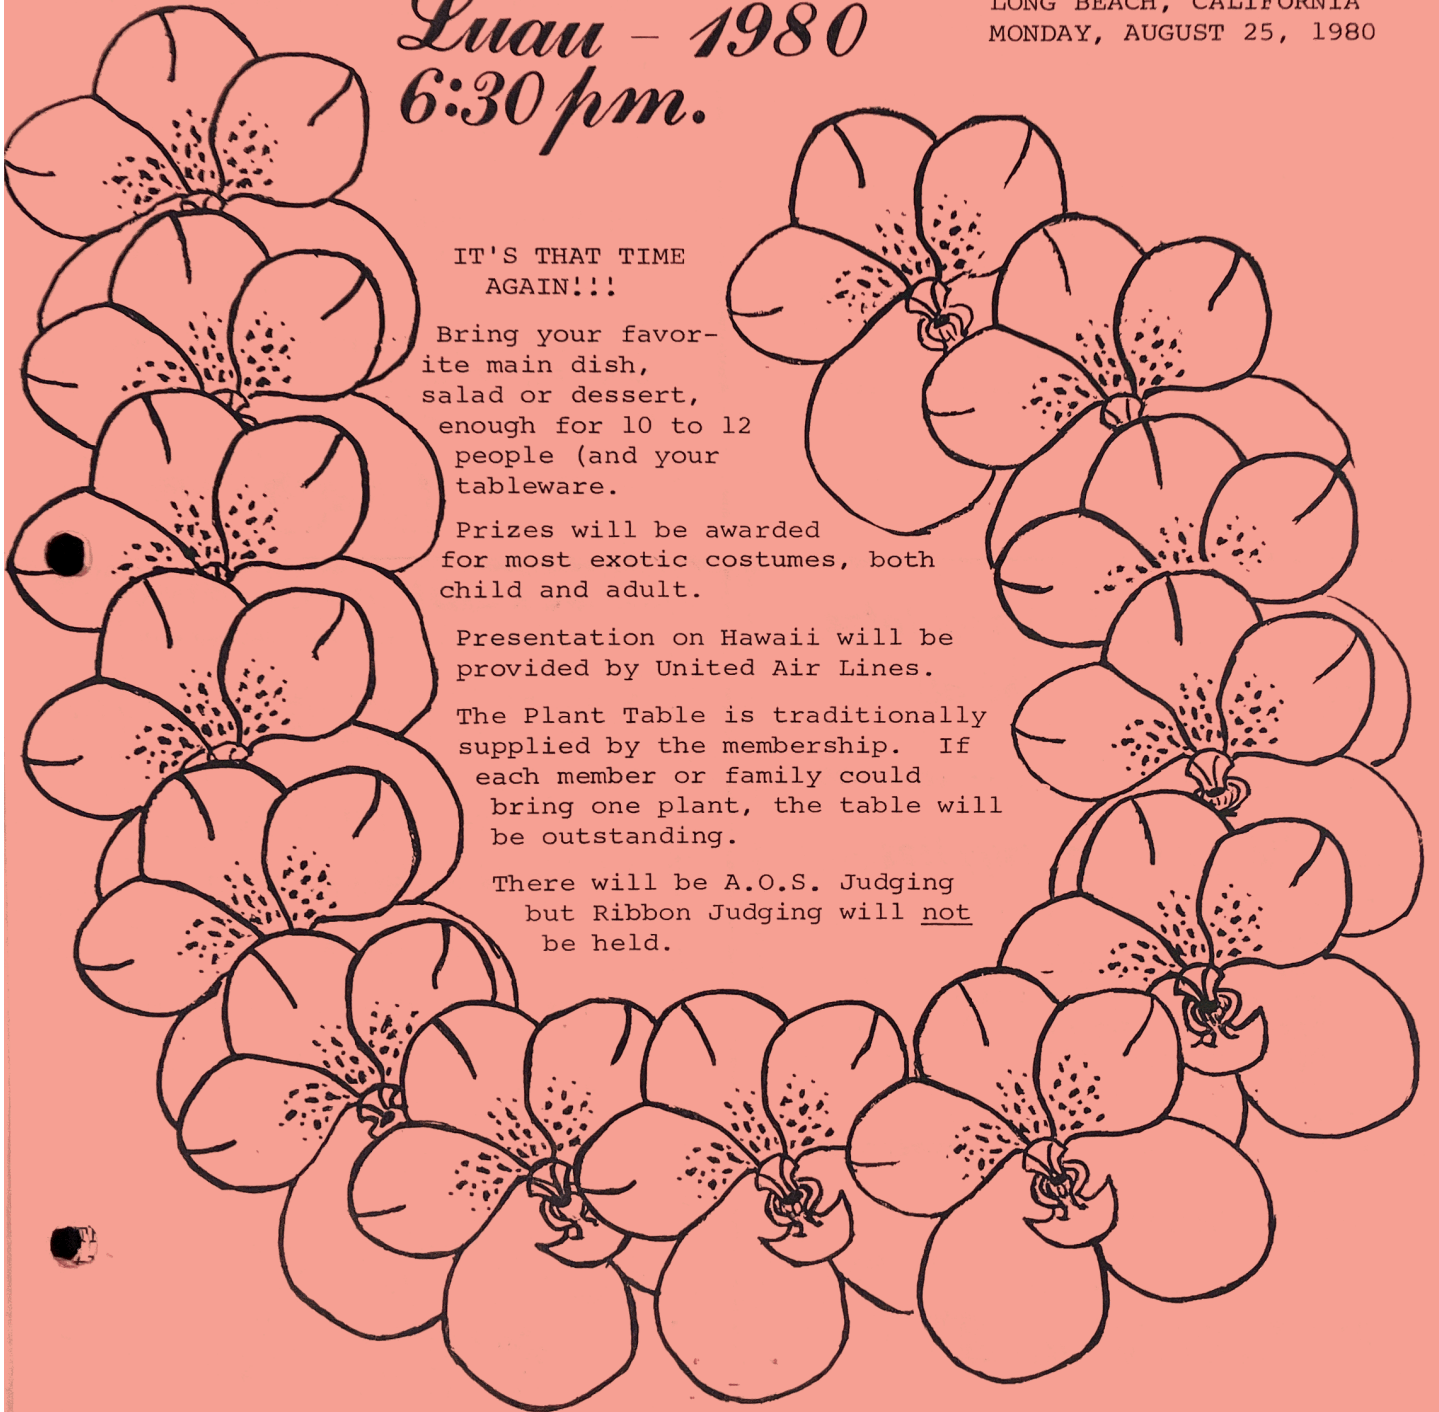 Luau - 1980
6:30 pm.
LONG BEACH, CALIFORNIA
MONDAY, AUGUST 25, 1980
IT'S THAT TIME
AGAIN!!!
Bring your favor-
ite main dish,
salad or dessert,
enough for 10 to 12
people (and your
tableware.
Prizes will be awarded
for most exotic costumes, both
child and adult.
Presentation on Hawaii will be
provided by United Air Lines.
The Plant Table is traditionally
supplied by the membership. If
each member or family could
bring one plant, the table will
be outstanding.
There will be A.O.S. Judging
but Ribbon Judging will not
be held.